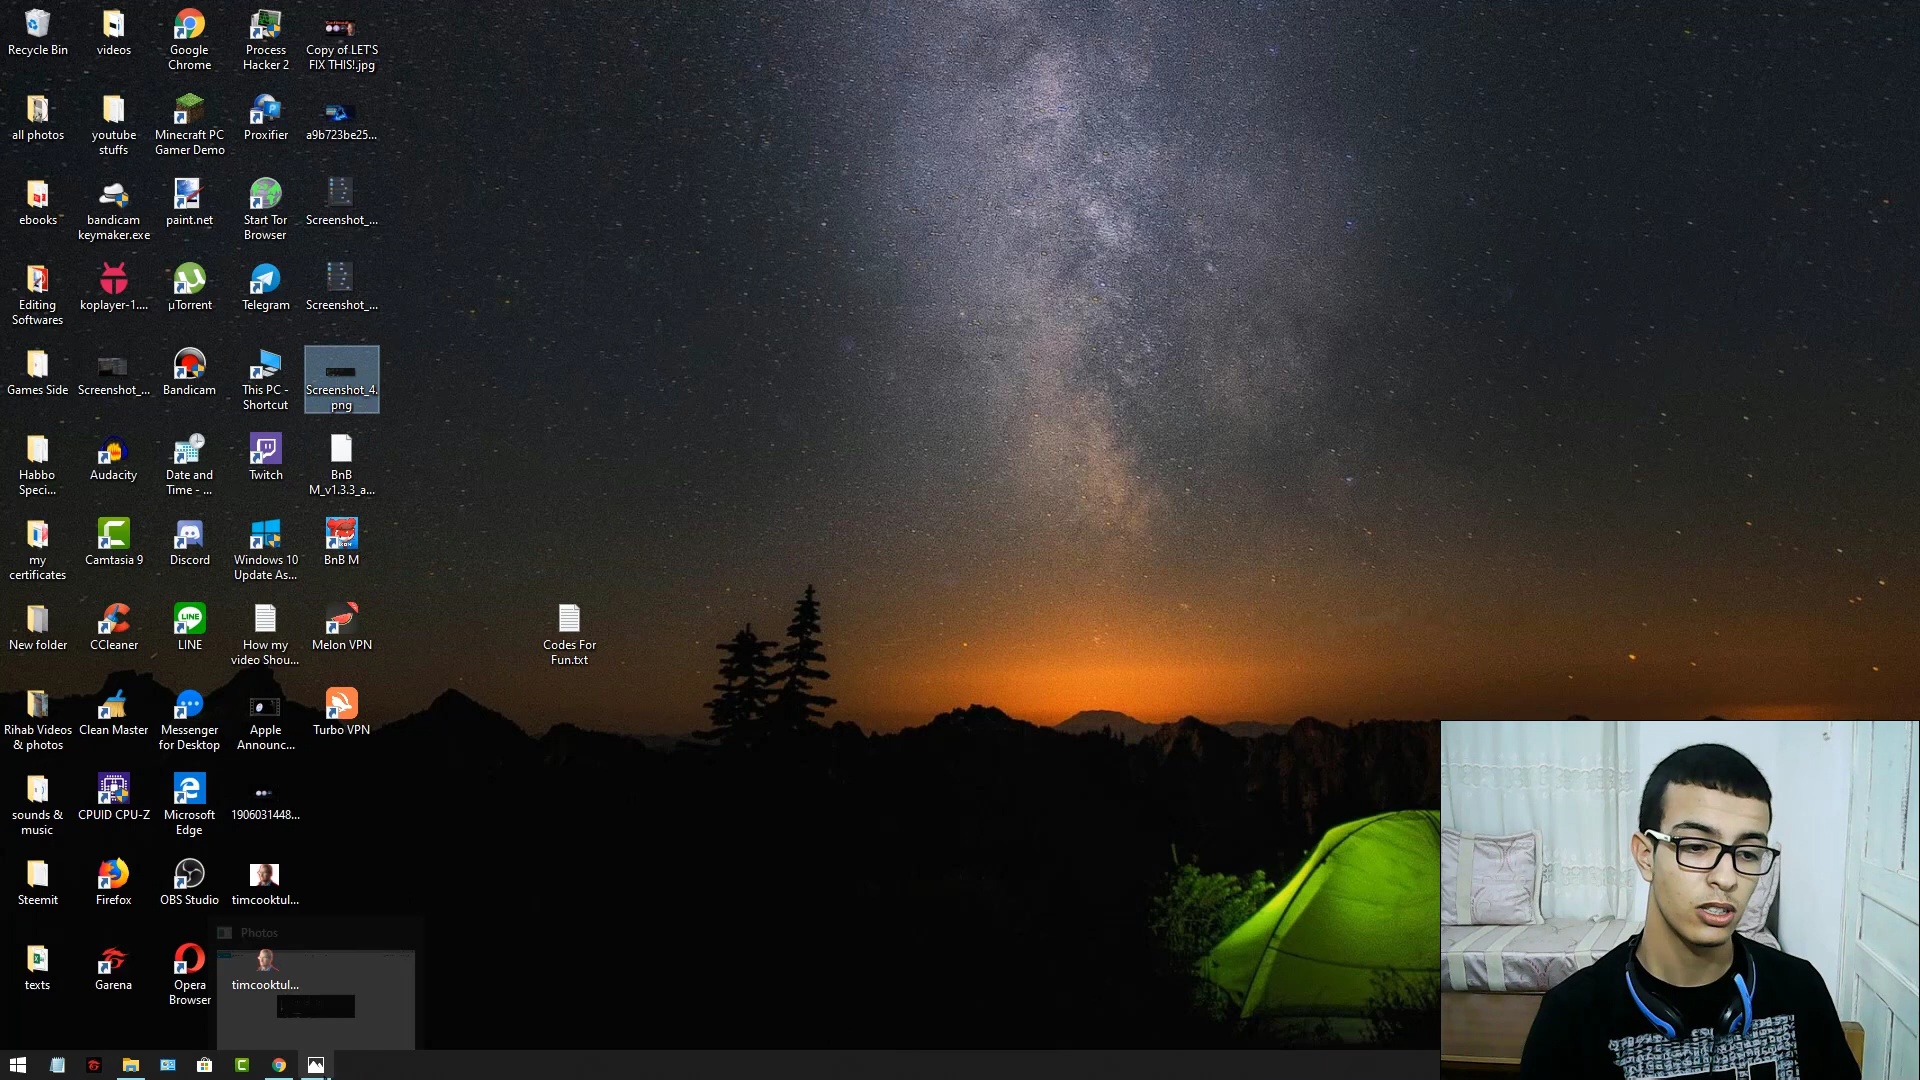 Recycle Bin
videos
Google
Chrome
Process
Hacker 2
Copy of LET'S
FIX THIS!.jpg
all photos
youtube
stuffs
Minecraft PC
Gamer Demo
Proxifier
a9b723be25...
ebooks
bandicam
keymaker.exe
paint.net
Start Tor
Browser
Screenshot_...
Editing
Softwares
koplayer-1....
µTorrent
Telegram
Screenshot_...
Games Side
Screenshot_...
Bandicam
This PC -
Shortcut
Screenshot_4.
png
Habbo
Speci...
Audacity
Date and
Time - ...
Twitch
BnB
M_v1.3.3_a...
my
certificates
Camtasia 9
Discord
Windows 10
Update As...
BnB M
New folder
CCleaner
LINE
LINE
How my
video Shou...
Melon VPN
Codes For
Fun.txt
Rihab Videos
& photos
Clean Master
Messenger
for Desktop
Apple
Announc...
Turbo VPN
sounds &
music
CPUID CPU-Z
Microsoft
Edge
1906031448...
Steemit
Firefox
OBS Studio
timcooktul...
Photos
texts
Garena
Opera
Browser
timcooktul...